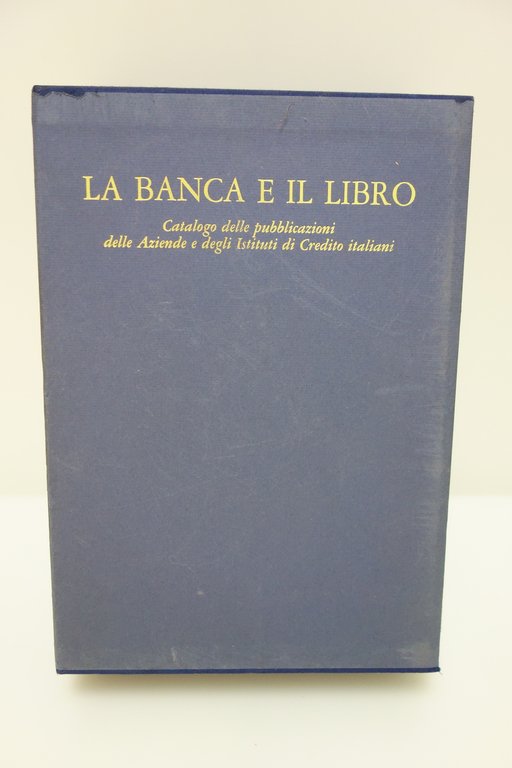 LA BANCA E IL LIBRO
Catalogo delle pubblicazioni
delle Aziende e degli Istituti di Credito italiani